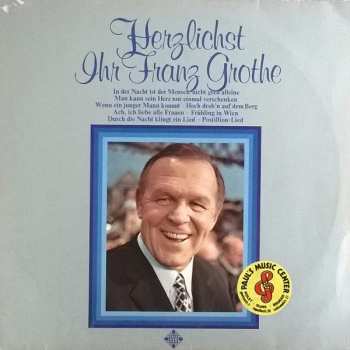 Herzlichst
Ihr Franz Grothe
In der Nacht ist der Mensch nicht gern alleine
Man kann sein Herz nur einmal verschenken
Wenn ein junger Mann kommt · Hoch drob'n auf dem Berg
Ach, ich liebe alle Frauen · Frühling in Wien
Durch die Nacht klingt ein Lied · Postillion-Lied
PAUL'S MUSIC CENTER